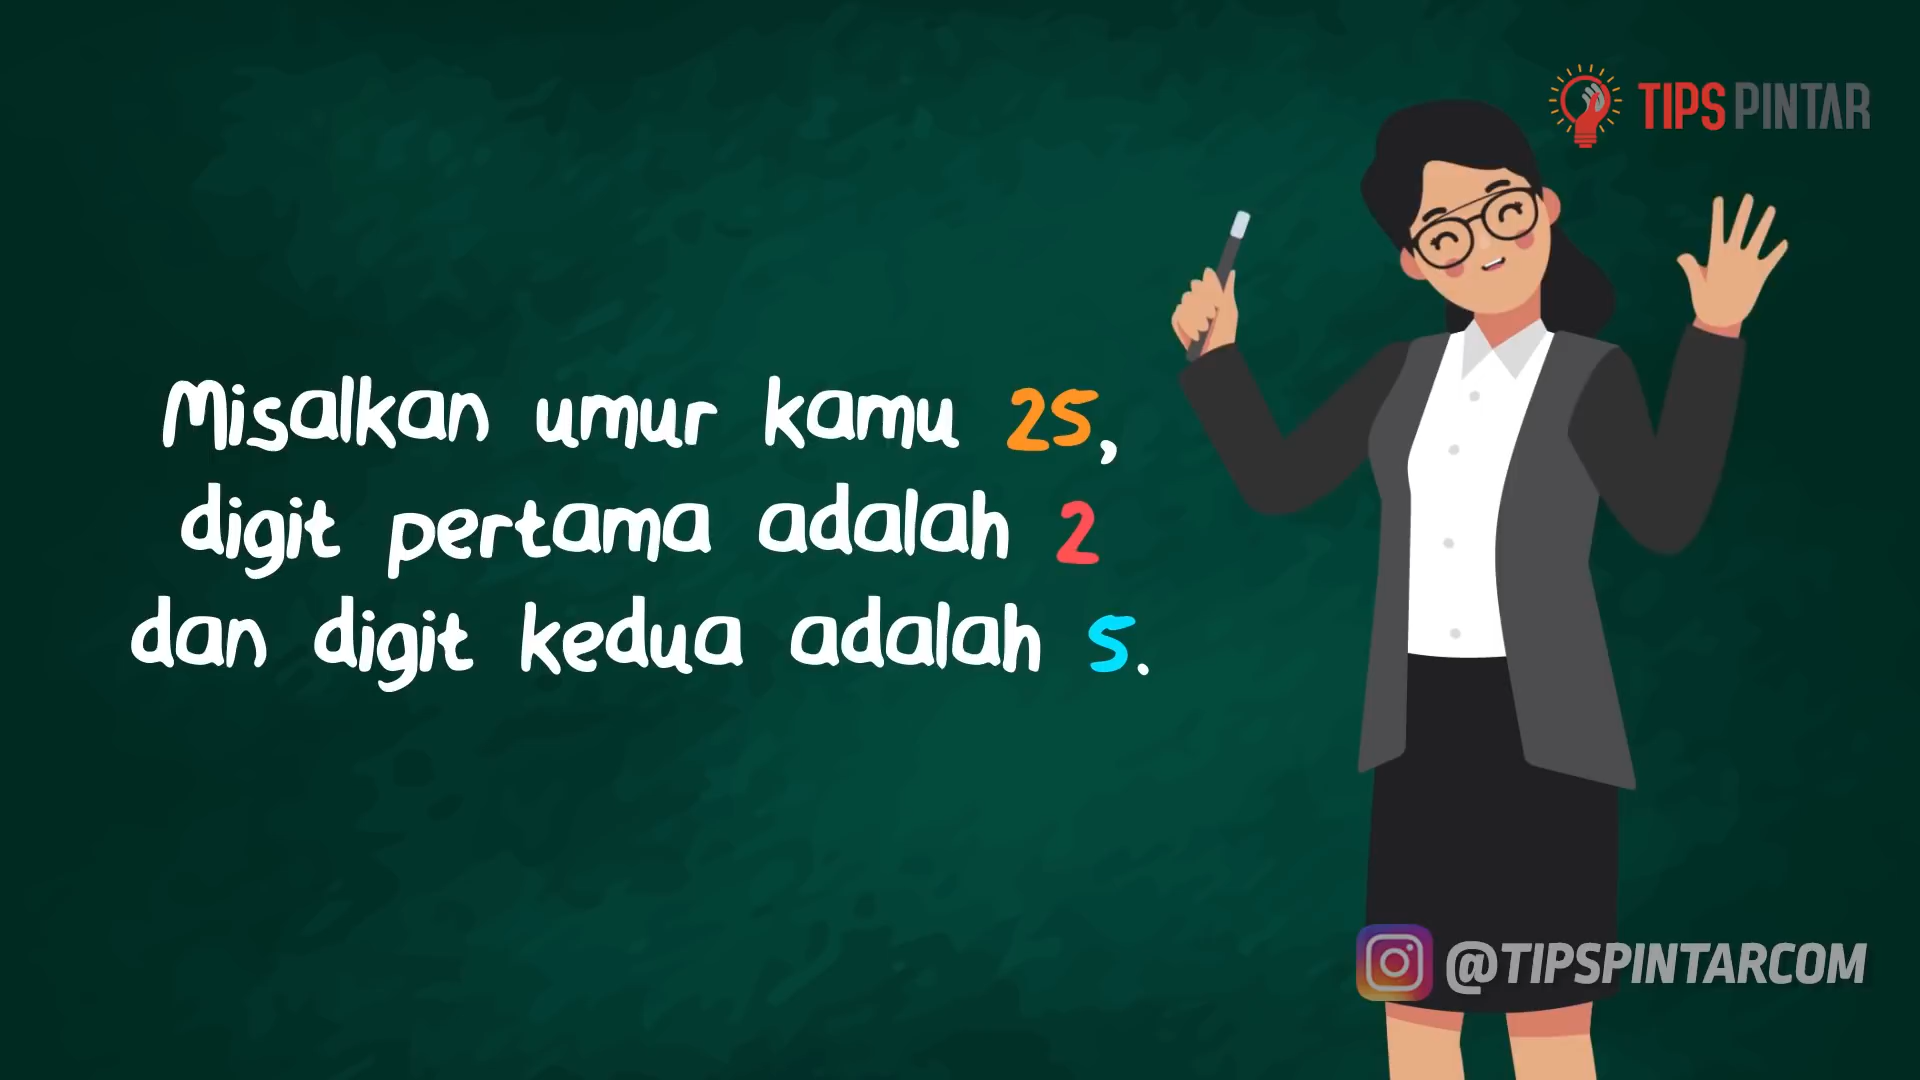 TIPS PINTAR
Misalkan umur kamu 25,
digit pertama adalah 2
dan digit kedua adalah 5.
@TIPSPINTARCOM